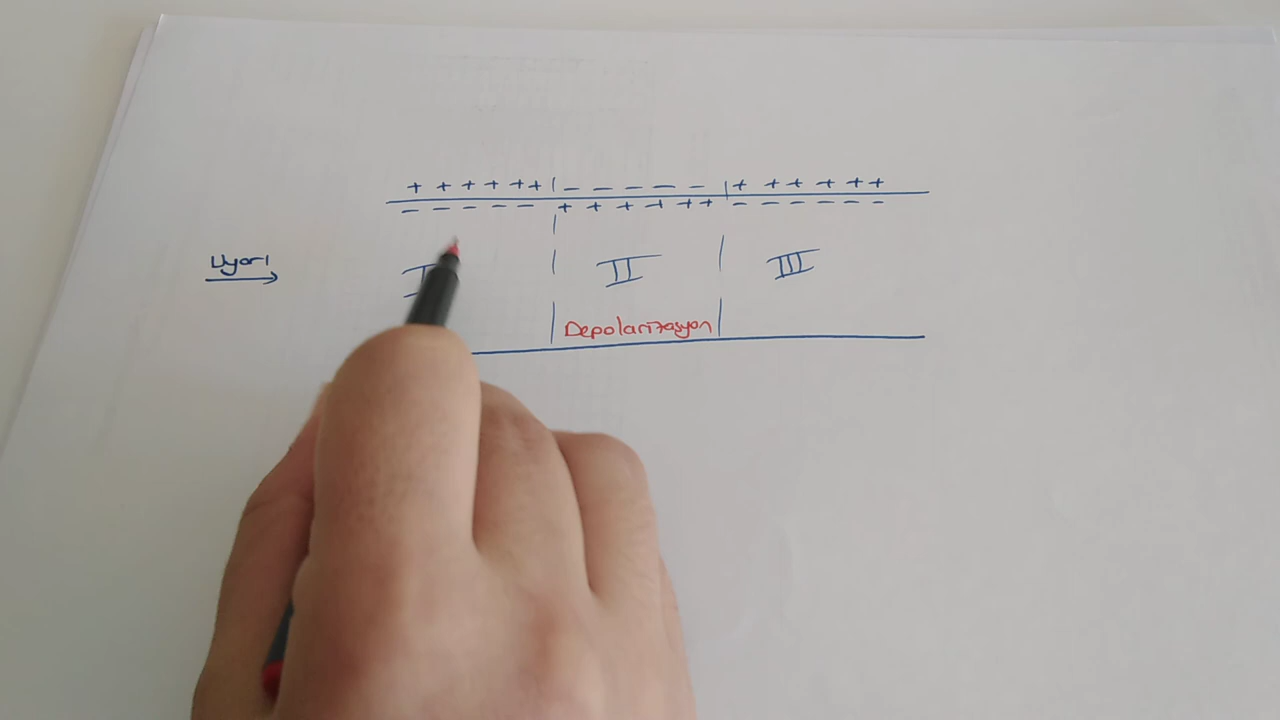 + + + + + + | – – – – – | + + + + + +
– – – – – + + + + + + – – – – – –
Uyarı
I II III
Depolarizasyon